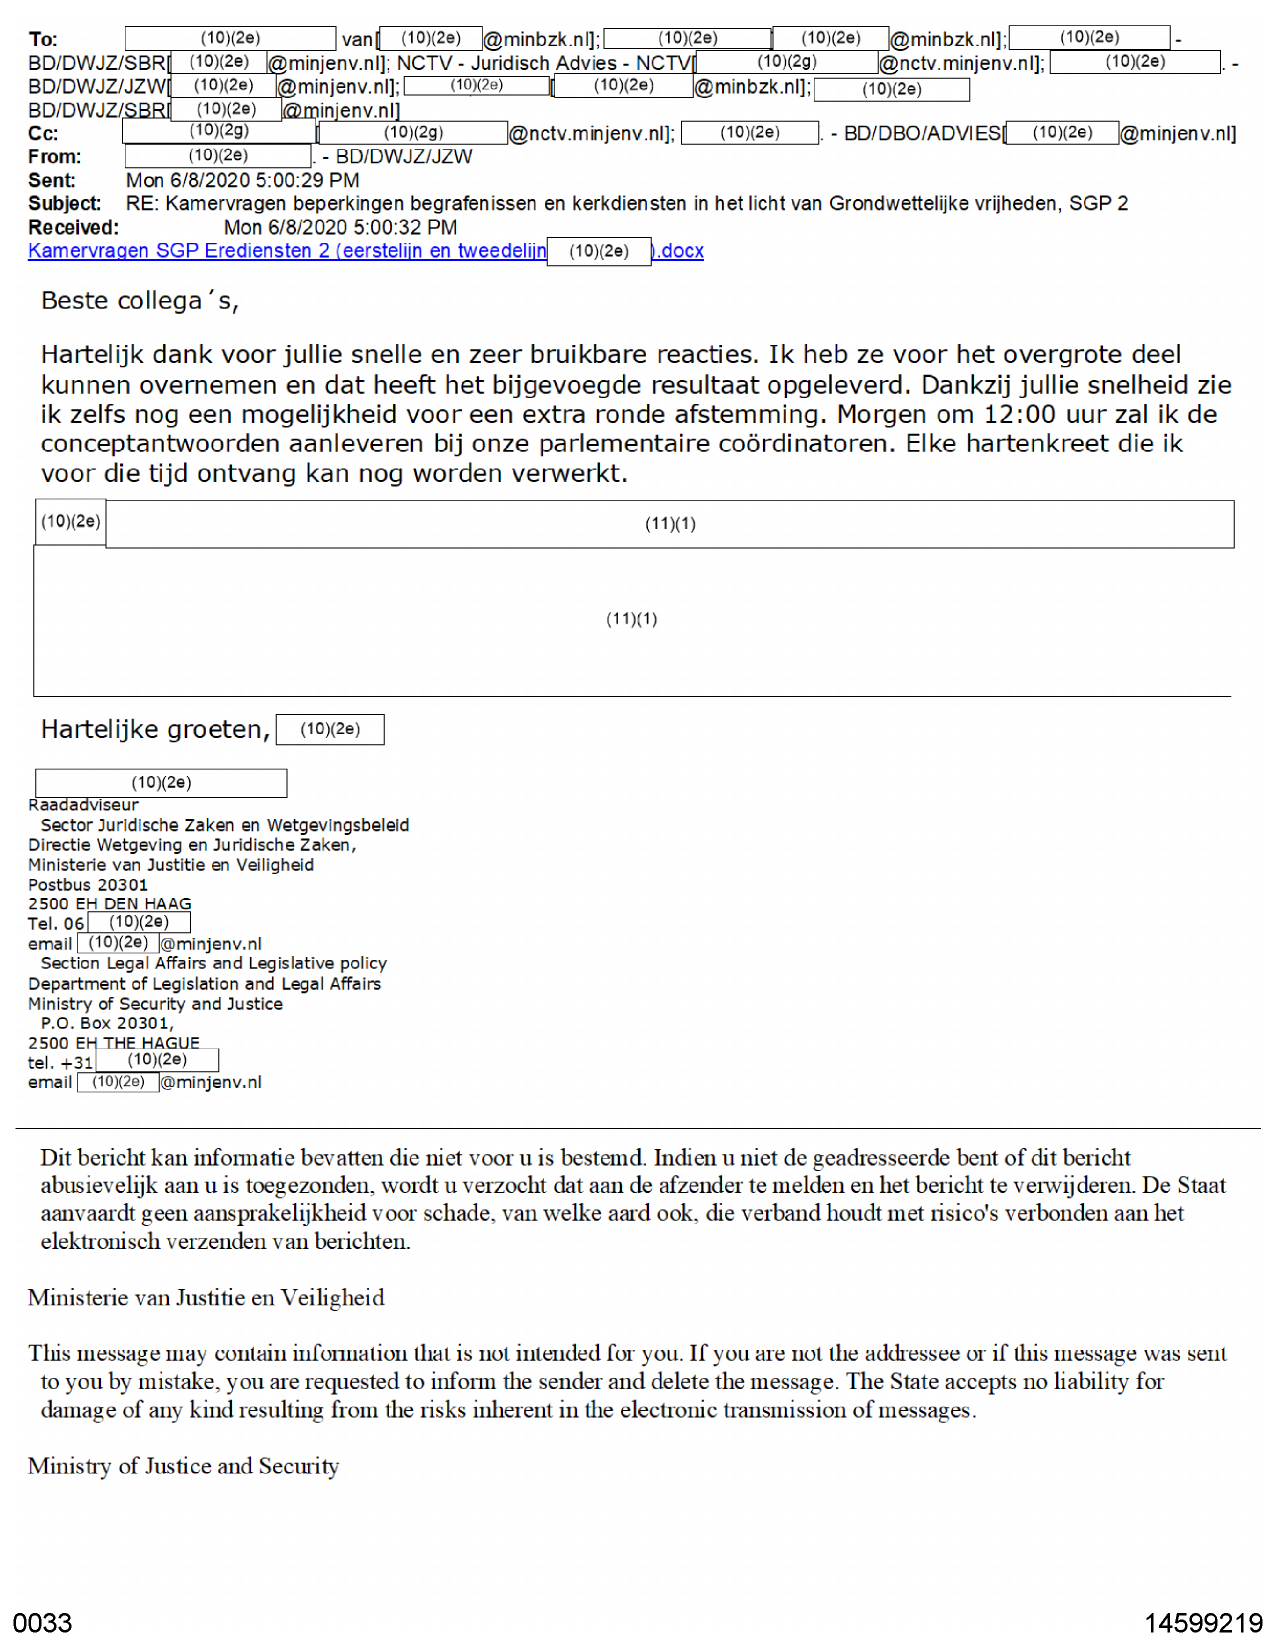 To: (10)(2e) van[ (10)(2e) @minbzk.nl]; (10)(2e) [ (10)(2e) @minbzk.nl]; (10)(2e) -
BD/DWJZ/SBR[ (10)(2e) @minjenv.nl]; NCTV - Juridisch Advies - NCTV[ (10)(2g) @nctv.minjenv.nl]; (10)(2e) . -
BD/DWJZ/JZW[ (10)(2e) @minjenv.nl]; (10)(2e) [ (10)(2e) @minbzk.nl]; (10)(2e)
BD/DWJZ/SBR[ (10)(2e) @minjenv.nl]
Cc: (10)(2g) [ (10)(2g) @nctv.minjenv.nl]; (10)(2e) . - BD/DBO/ADVIES[ (10)(2e) @minjenv.nl]
From: (10)(2e) . - BD/DWJZ/JZW
Sent: Mon 6/8/2020 5:00:29 PM
Subject: RE: Kamervragen beperkingen begrafenissen en kerkdiensten in het licht van Grondwettelijke vrijheden, SGP 2
Received: Mon 6/8/2020 5:00:32 PM
Kamervragen SGP Erediensten 2 (eerstelijn en tweedelijn (10)(2e) ).docx
Beste collega´s,
Hartelijk dank voor jullie snelle en zeer bruikbare reacties. Ik heb ze voor het overgrote deel
kunnen overnemen en dat heeft het bijgevoegde resultaat opgeleverd. Dankzij jullie snelheid zie
ik zelfs nog een mogelijkheid voor een extra ronde afstemming. Morgen om 12:00 uur zal ik de
conceptantwoorden aanleveren bij onze parlementaire coördinatoren. Elke hartenkreet die ik
voor die tijd ontvang kan nog worden verwerkt.
(10)(2e) (11)(1)
(11)(1)
Hartelijke groeten, (10)(2e)
(10)(2e)
Raadadviseur
Sector Juridische Zaken en Wetgevingsbeleid
Directie Wetgeving en Juridische Zaken,
Ministerie van Justitie en Veiligheid
Postbus 20301
2500 EH DEN HAAG
Tel. 06 (10)(2e)
email (10)(2e) @minjenv.nl
Section Legal Affairs and Legislative policy
Department of Legislation and Legal Affairs
Ministry of Security and Justice
P.O. Box 20301,
2500 EH THE HAGUE
tel. +31 (10)(2e)
email (10)(2e) @minjenv.nl
Dit bericht kan informatie bevatten die niet voor u is bestemd. Indien u niet de geadresseerde bent of dit bericht
abusievelijk aan u is toegezonden, wordt u verzocht dat aan de afzender te melden en het bericht te verwijderen. De Staat
aanvaardt geen aansprakelijkheid voor schade, van welke aard ook, die verband houdt met risico's verbonden aan het
elektronisch verzenden van berichten.
Ministerie van Justitie en Veiligheid
This message may contain information that is not intended for you. If you are not the addressee or if this message was sent
to you by mistake, you are requested to inform the sender and delete the message. The State accepts no liability for
damage of any kind resulting from the risks inherent in the electronic transmission of messages.
Ministry of Justice and Security
0033 14599219